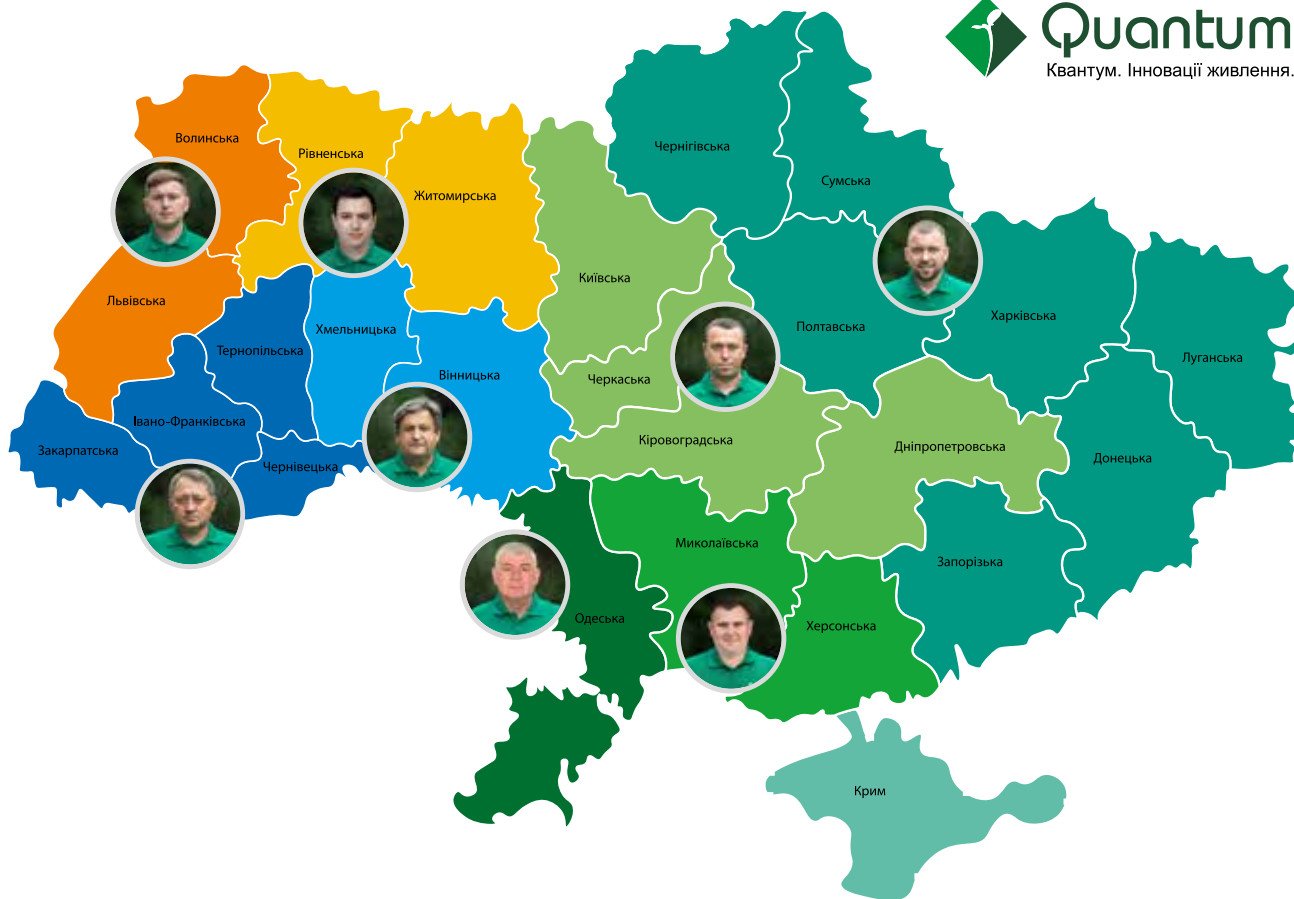 Quantum
Квантум. Інновації живлення.
Волинська
Рівненська
Житомирська
Чернігівська
Сумська
Київська
Львівська
Тернопільська
Хмельницька
Вінницька
Черкаська
Полтавська
Харківська
Луганська
Закарпатська
Івано-Франківська
Чернівецька
Кіровоградська
Дніпропетровська
Донецька
Миколаївська
Запорізька
Одеська
Херсонська
Крим